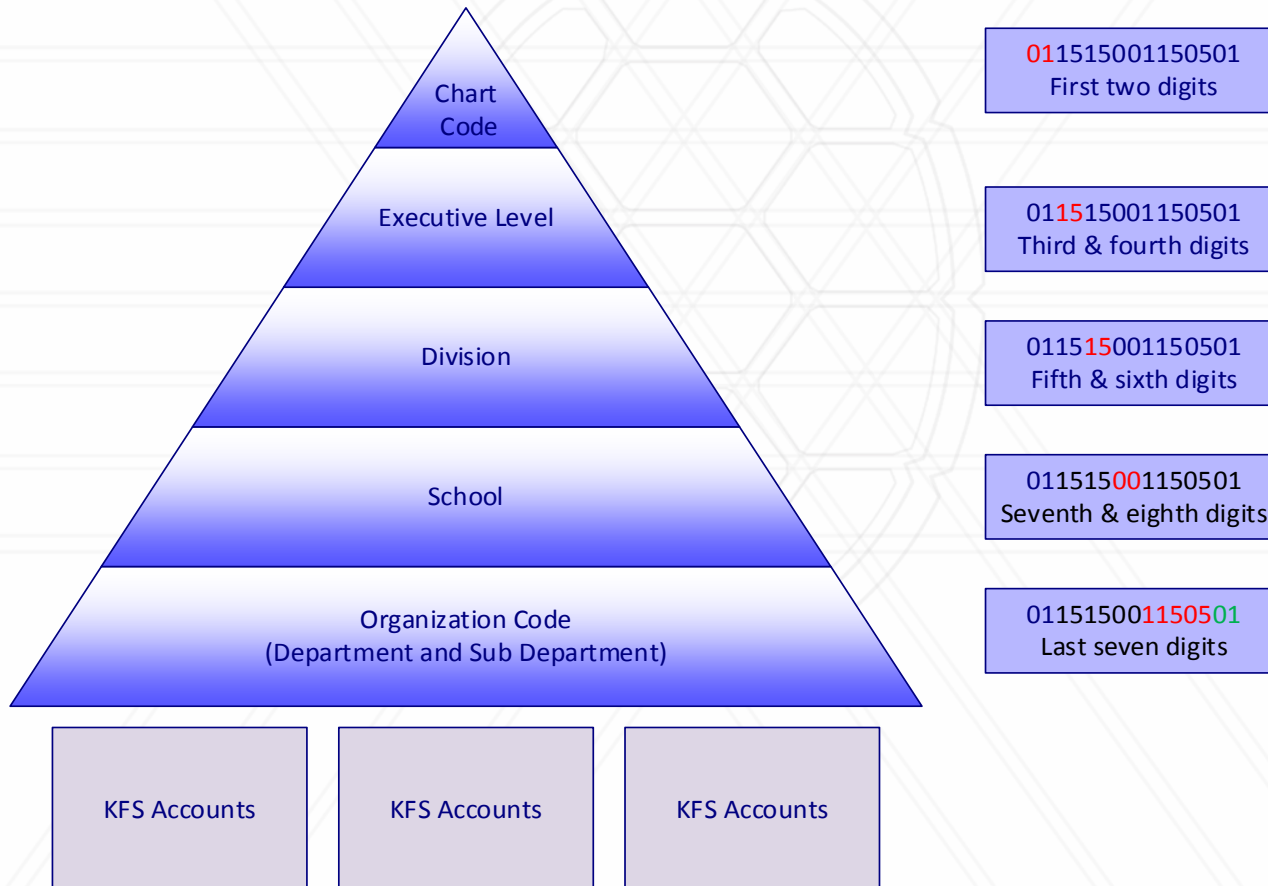 Chart
Code
011515001150501
First two digits
Executive Level
011515001150501
Third & fourth digits
Division
011515001150501
Fifth & sixth digits
School
011515001150501
Seventh & eighth digits
Organization Code
(Department and Sub Department)
011515001150501
Last seven digits
KFS Accounts
KFS Accounts
KFS Accounts